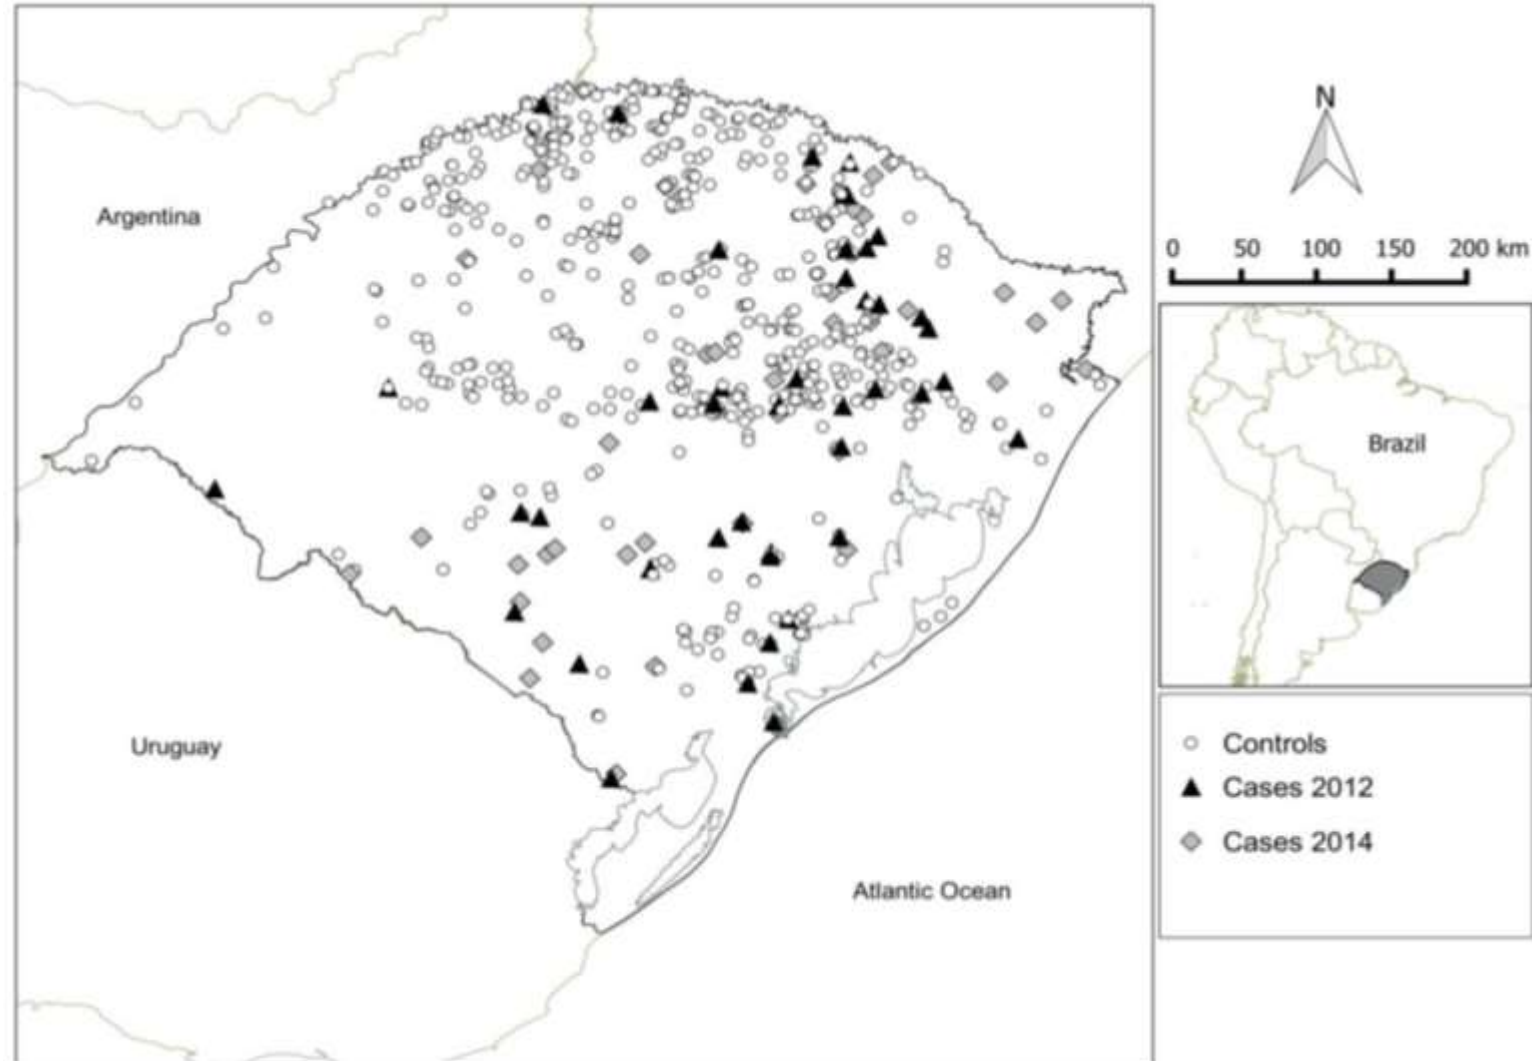 N
0 50 100 150 200 km
Argentina
Brazil
Uruguay
Controls
Cases 2012
Cases 2014
Atlantic Ocean